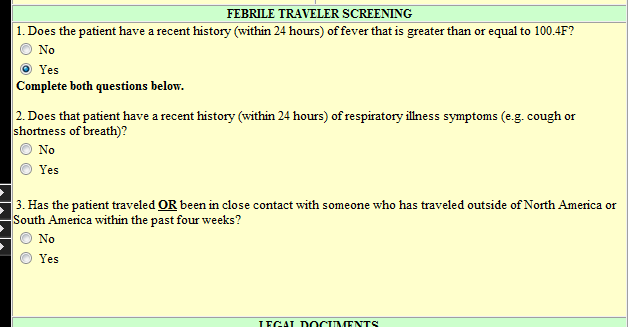 FEBRILE TRAVELER SCREENING
1. Does the patient have a recent history (within 24 hours) of fever that is greater than or equal to 100.4F?
No
Yes
Complete both questions below.
2. Does that patient have a recent history (within 24 hours) of respiratory illness symptoms (e.g. cough or
shortness of breath)?
No
Yes
3. Has the patient traveled OR been in close contact with someone who has traveled outside of North America or
South America within the past four weeks?
No
Yes
LEGAL DOCUMENTS